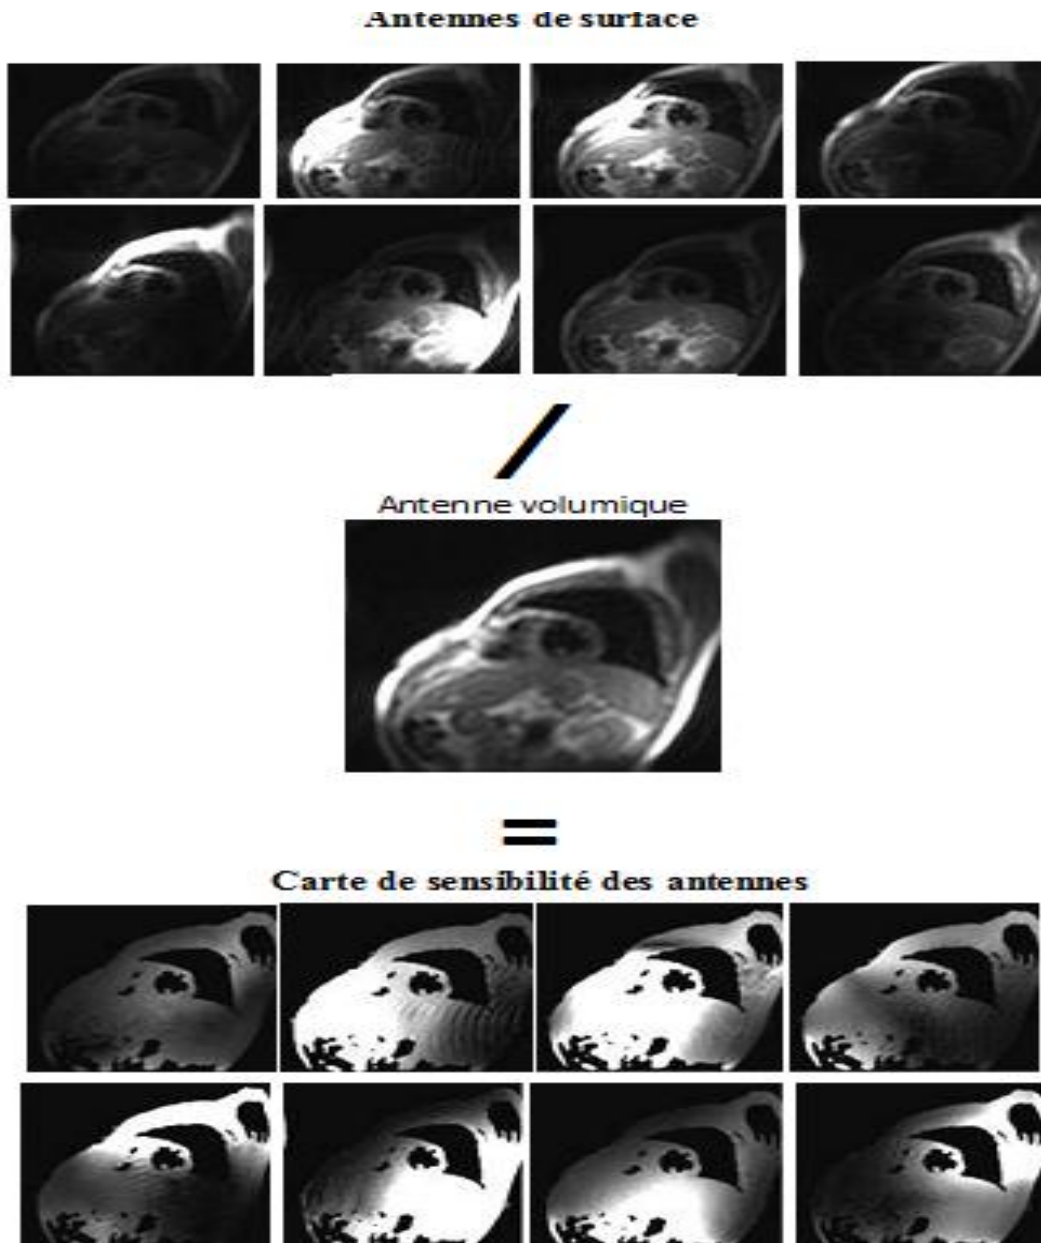 Antennes de surface
/
Antenne volumique
=
Carte de sensibilité des antennes